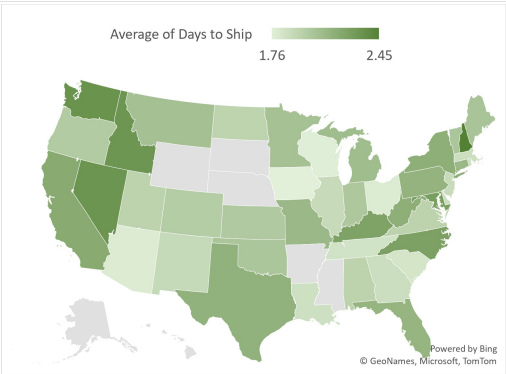 Average of Days to Ship
1.76 2.45
Powered by Bing
© GeoNames, Microsoft, TomTom